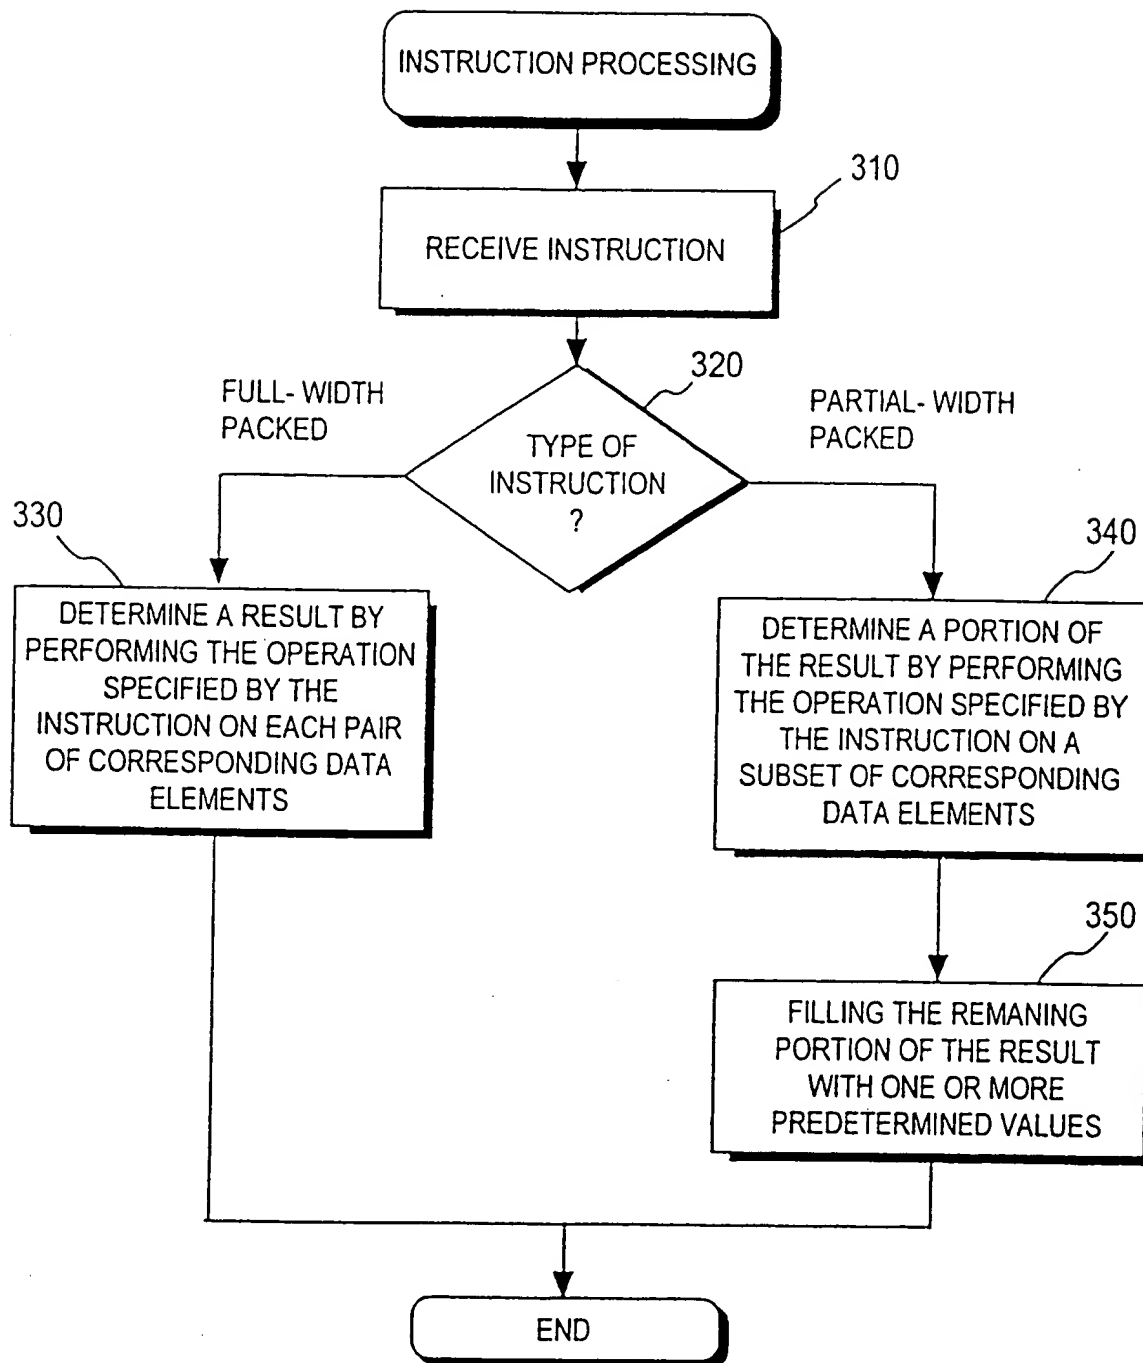 INSTRUCTION PROCESSING
310
RECEIVE INSTRUCTION
320
FULL- WIDTH
PACKED
PARTIAL- WIDTH
PACKED
TYPE OF
INSTRUCTION
?
330
DETERMINE A RESULT BY
PERFORMING THE OPERATION
SPECIFIED BY THE
INSTRUCTION ON EACH PAIR
OF CORRESPONDING DATA
ELEMENTS
340
DETERMINE A PORTION OF
THE RESULT BY PERFORMING
THE OPERATION SPECIFIED BY
THE INSTRUCTION ON A
SUBSET OF CORRESPONDING
DATA ELEMENTS
350
FILLING THE REMANING
PORTION OF THE RESULT
WITH ONE OR MORE
PREDETERMINED VALUES
END